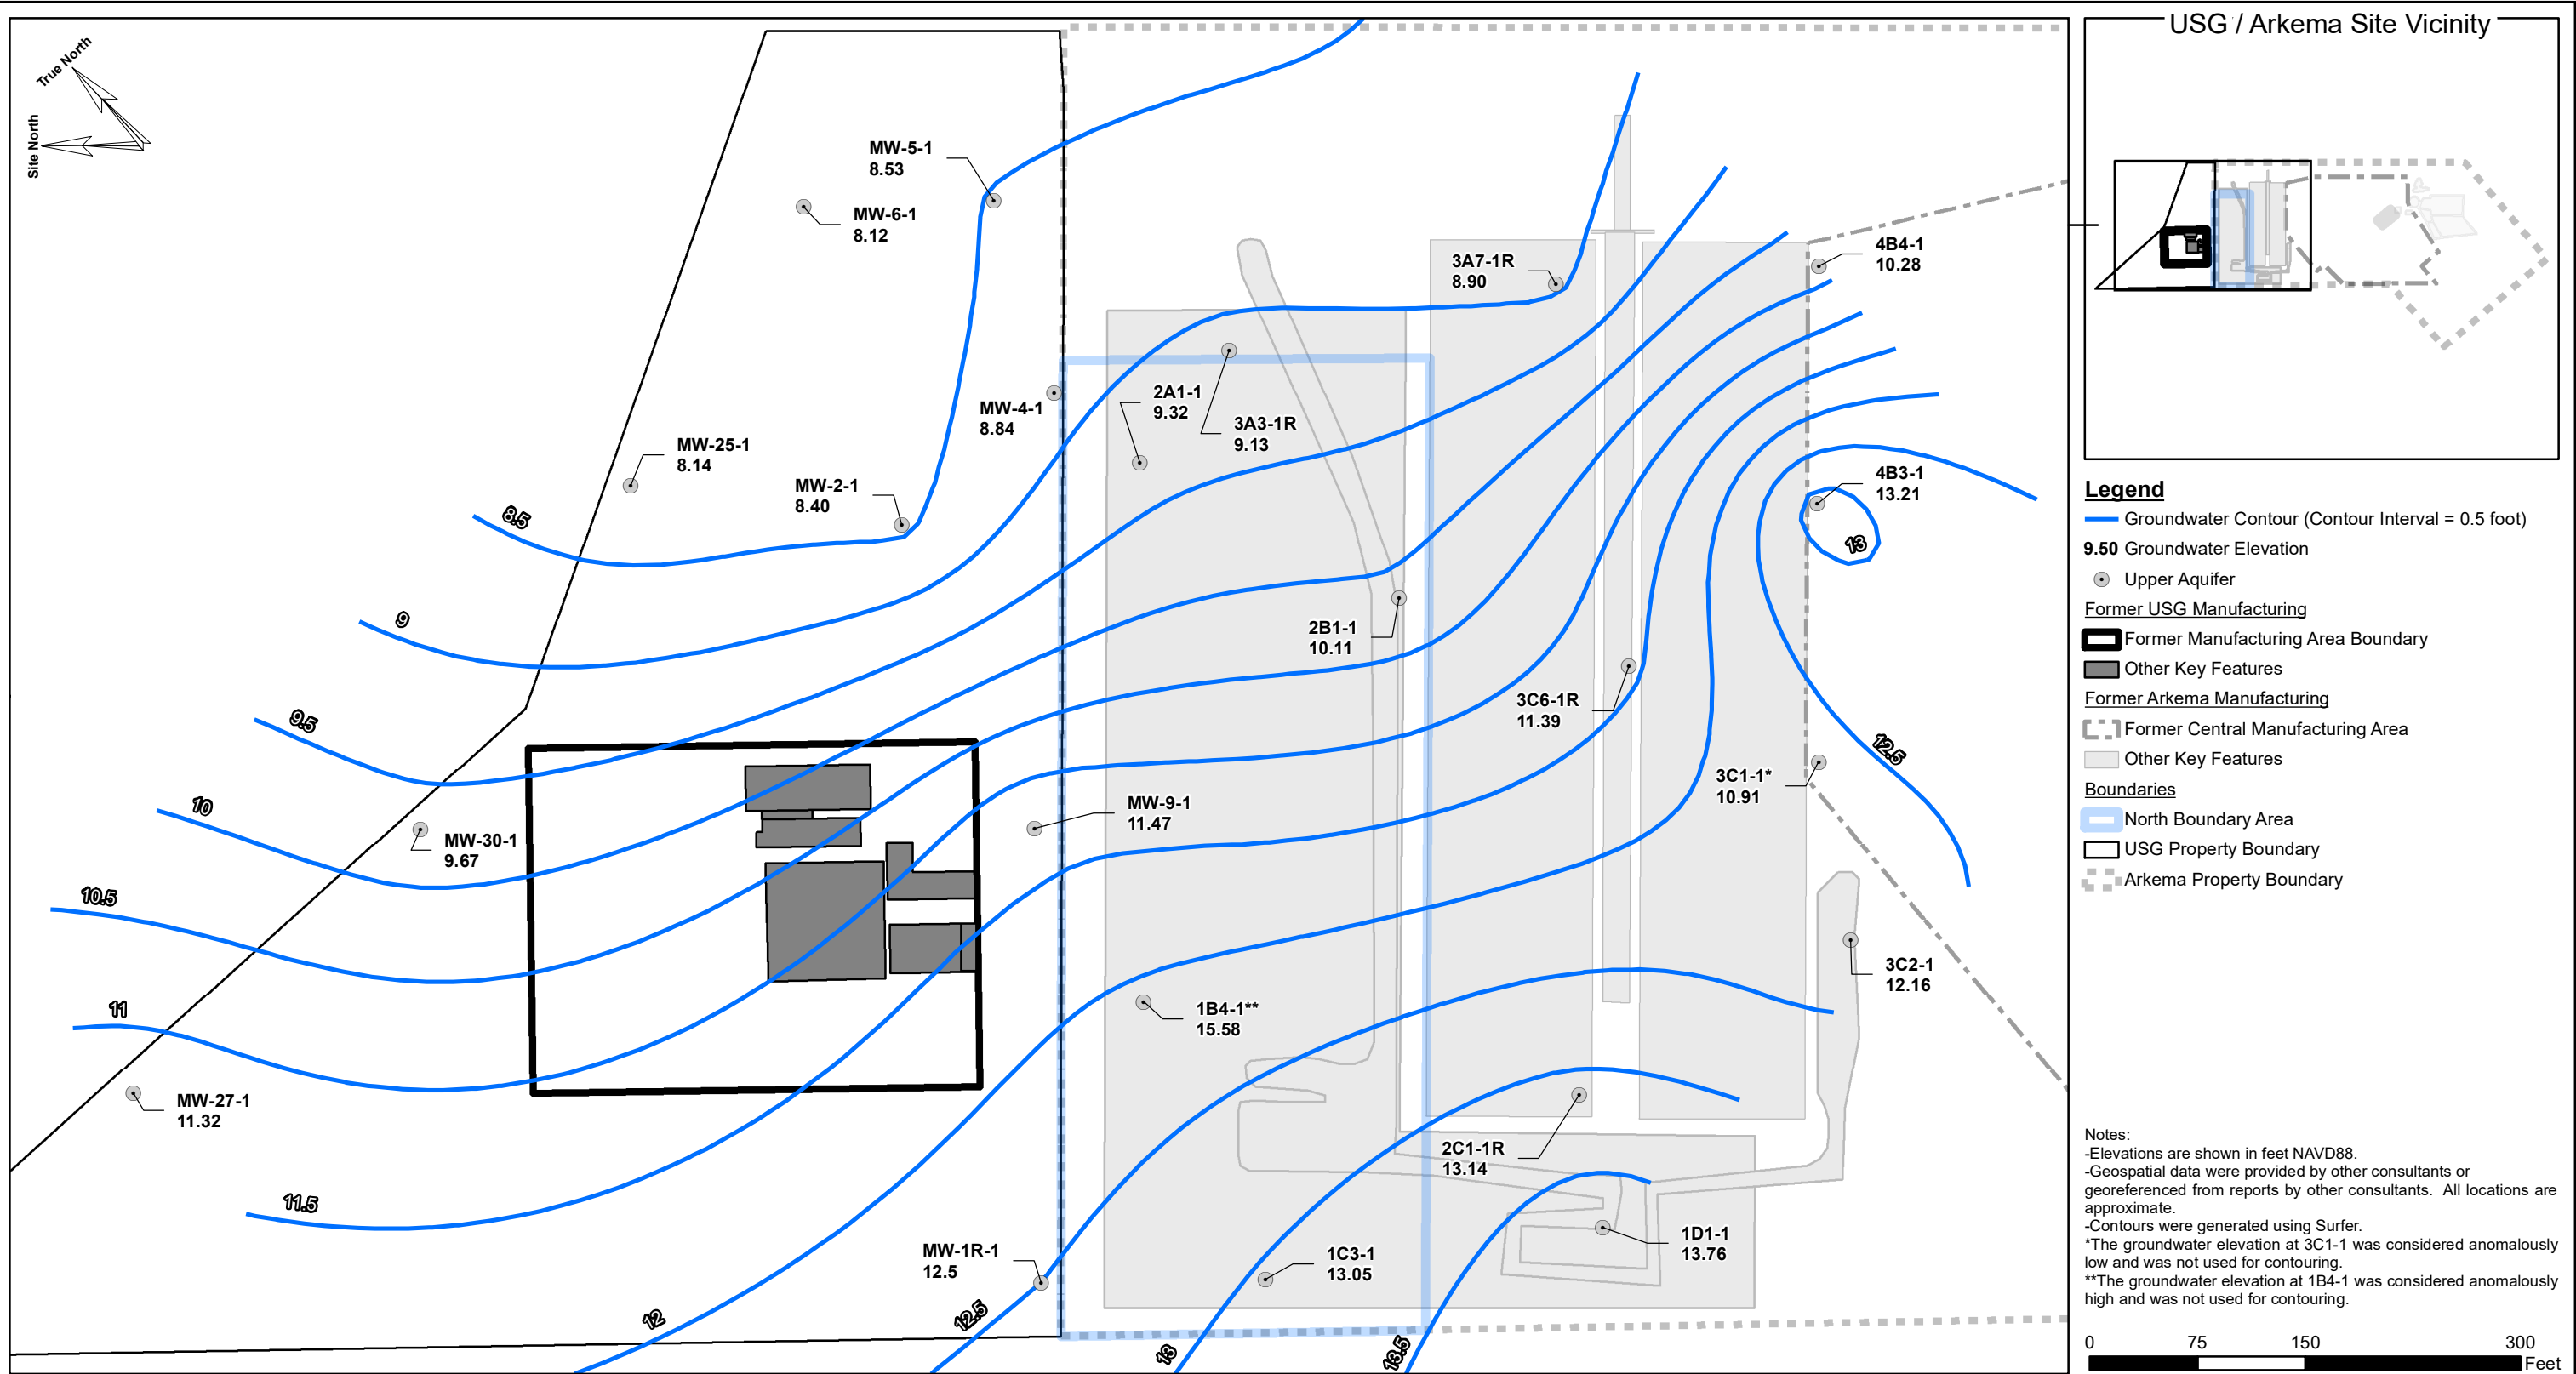 USG / Arkema Site Vicinity
True North
Site North
MW-5-1
8.53
MW-6-1
8.12
3A7-1R
8.90
4B4-1
10.28
MW-4-1
8.84
2A1-1
9.32
3A3-1R
9.13
MW-25-1
8.14
MW-2-1
8.40
4B3-1
13.21
8.5
13
9
2B1-1
10.11
3C6-1R
11.39
9.5
12.5
3C1-1*
10.91
10
MW-9-1
11.47
MW-30-1
9.67
10.5
11
3C2-1
12.16
1B4-1**
15.58
MW-27-1
11.32
2C1-1R
13.14
11.5
1D1-1
13.76
MW-1R-1
12.5
1C3-1
13.05
12
12.5
13
13.5
Legend
Groundwater Contour (Contour Interval = 0.5 foot)
9.50 Groundwater Elevation
Upper Aquifer
Former USG Manufacturing
Former Manufacturing Area Boundary
Other Key Features
Former Arkema Manufacturing
Former Central Manufacturing Area
Other Key Features
Boundaries
North Boundary Area
USG Property Boundary
Arkema Property Boundary
Notes:
-Elevations are shown in feet NAVD88.
-Geospatial data were provided by other consultants or
georeferenced from reports by other consultants. All locations are
approximate.
-Contours were generated using Surfer.
*The groundwater elevation at 3C1-1 was considered anomalously
low and was not used for contouring.
**The groundwater elevation at 1B4-1 was considered anomalously
high and was not used for contouring.
0 75 150 300
Feet